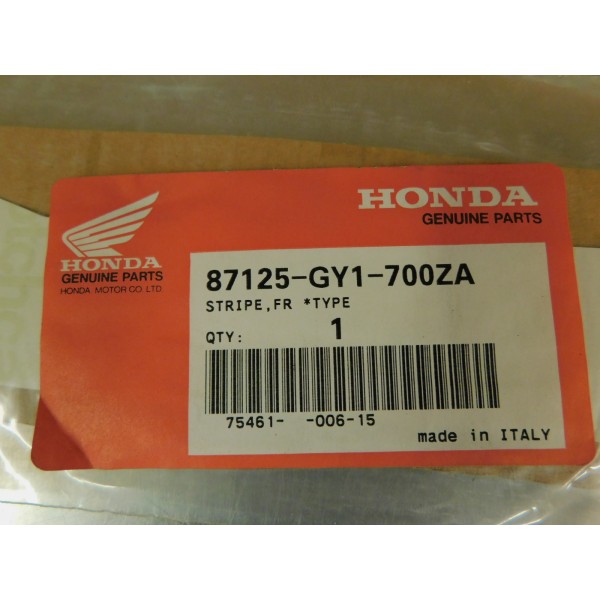 HONDA
GENUINE PARTS
HONDA MOTOR CO LTD.
HONDA
GENUINE PARTS
87125-GY1-700ZA
STRIPE,FR *TYPE
QTY: 1
75461- -006-15
made in ITALY